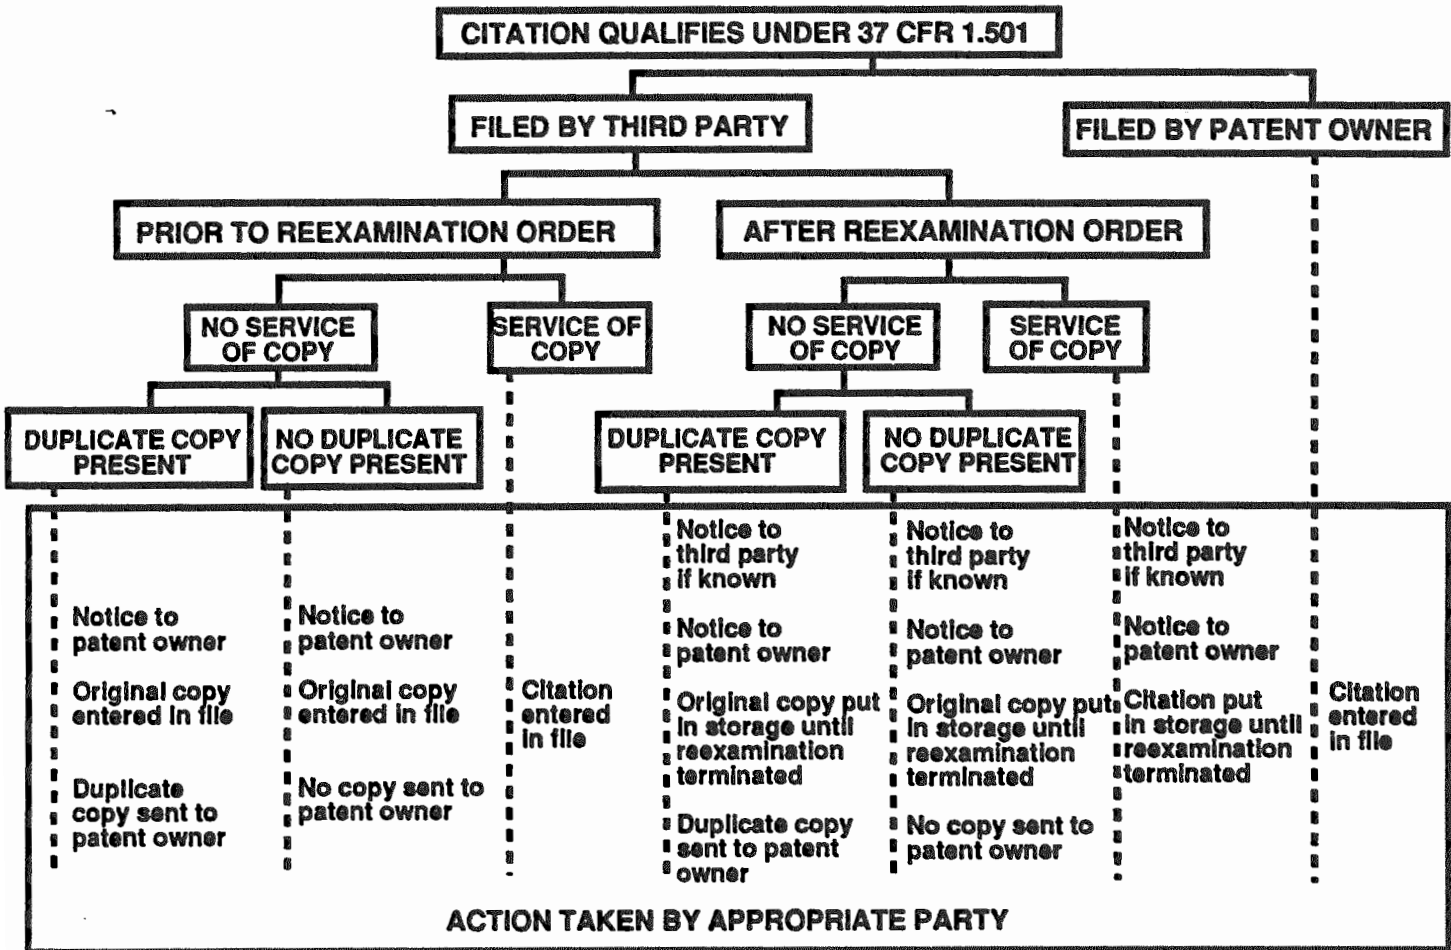 CITATION QUALIFIES UNDER 37 CFR 1.501
FILED BY THIRD PARTY
FILED BY PATENT OWNER
PRIOR TO REEXAMINATION ORDER
AFTER REEXAMINATION ORDER
NO SERVICE
OF COPY
SERVICE OF
COPY
NO SERVICE
OF COPY
SERVICE
OF COPY
DUPLICATE COPY
PRESENT
NO DUPLICATE
COPY PRESENT
DUPLICATE COPY
PRESENT
NO DUPLICATE
COPY PRESENT
Notice to
patent owner
Original copy
entered in file
Duplicate
copy sent to
patent owner
Notice to
patent owner
Original copy
entered in file
No copy sent to
patent owner
Citation
entered
in file
Notice to
third party
if known
Notice to
patent owner
Original copy put
in storage until
reexamination
terminated
Duplicate copy
sent to patent
owner
Notice to
third party
if known
Notice to
patent owner
Original copy put
in storage until
reexamination
terminated
No copy sent to
patent owner
Notice to
third party
if known
Notice to
patent owner
Citation put
in storage until
reexamination
terminated
Citation
entered
in file
ACTION TAKEN BY APPROPRIATE PARTY